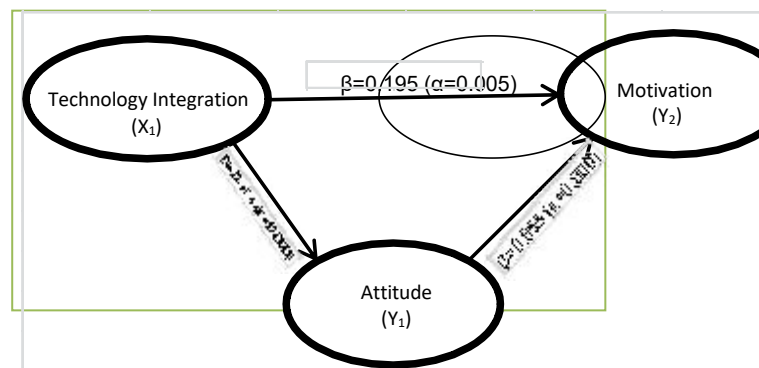 β=0.195 (α=0.005)
Technology Integration
(X₁)
Motivation
(Y₂)
Attitude
(Y₁)